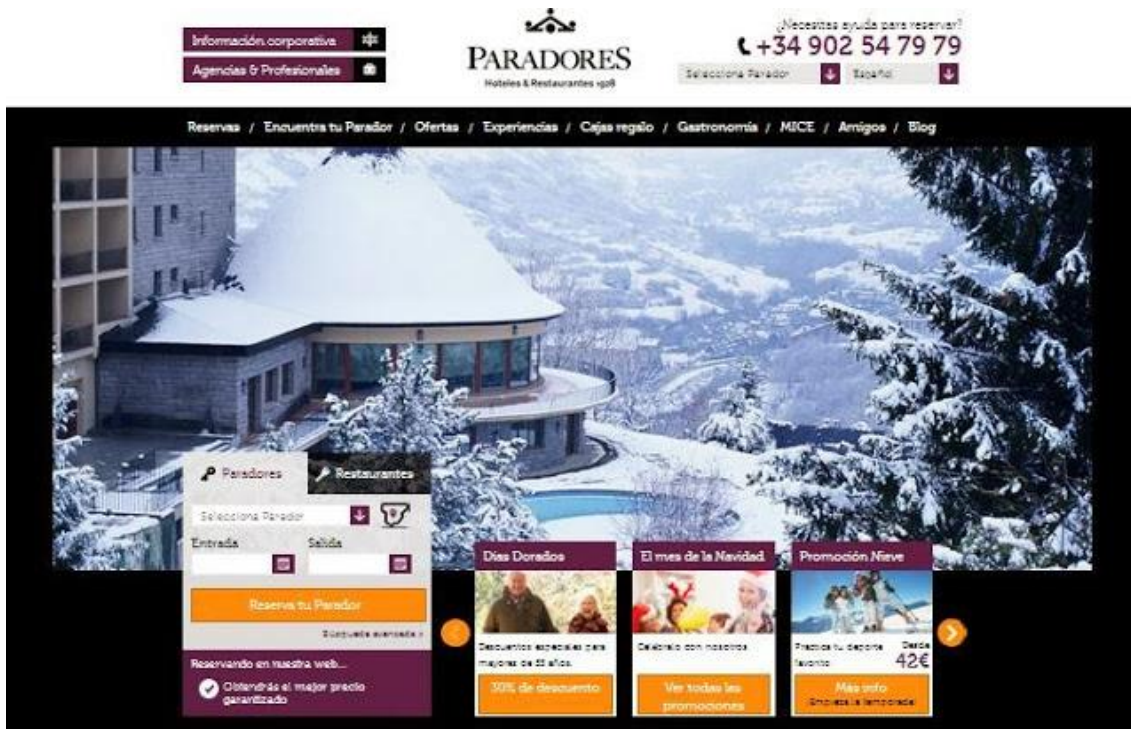 Información corporativa
Agencias & Profesionales
PARADORES
Hoteles & Restaurantes 1928
¿Necesitas ayuda para reservar?
+34 902 54 79 79
Selecciona Parador
Español
Reservas / Encuentra tu Parador / Ofertas / Experiencias / Cajas regalo / Gastronomía / MICE / Amigos / Blog
Paradores
Restaurantes
Selecciona Parador
Entrada Salida
Reserva tu Parador
Búsqueda avanzada >
Reservando en nuestra web...
Obtendrás el mejor precio
garantizado
Días Dorados
Descuentos especiales para
mayores de 55 años.
30% de descuento
El mes de la Navidad
Celébralo con nosotros
Ver todas las
promociones
Promoción Nieve
Practica tu deporte
favorito
Desde
42€
Más info
Empieza la temporada!